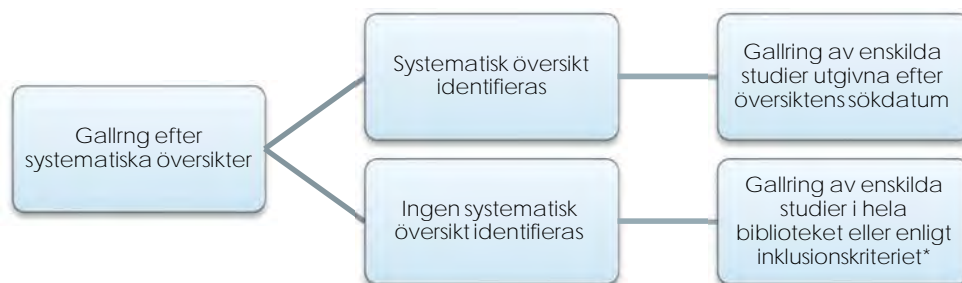 Gallrng efter
systematiska översikter
Systematisk översikt
identifieras
Gallring av enskilda
studier utgivna efter
översiktens sökdatum
Ingen systematisk
översikt identifieras
Gallring av enskilda
studier i hela
biblioteket eller enligt
inklusionskriteriet*